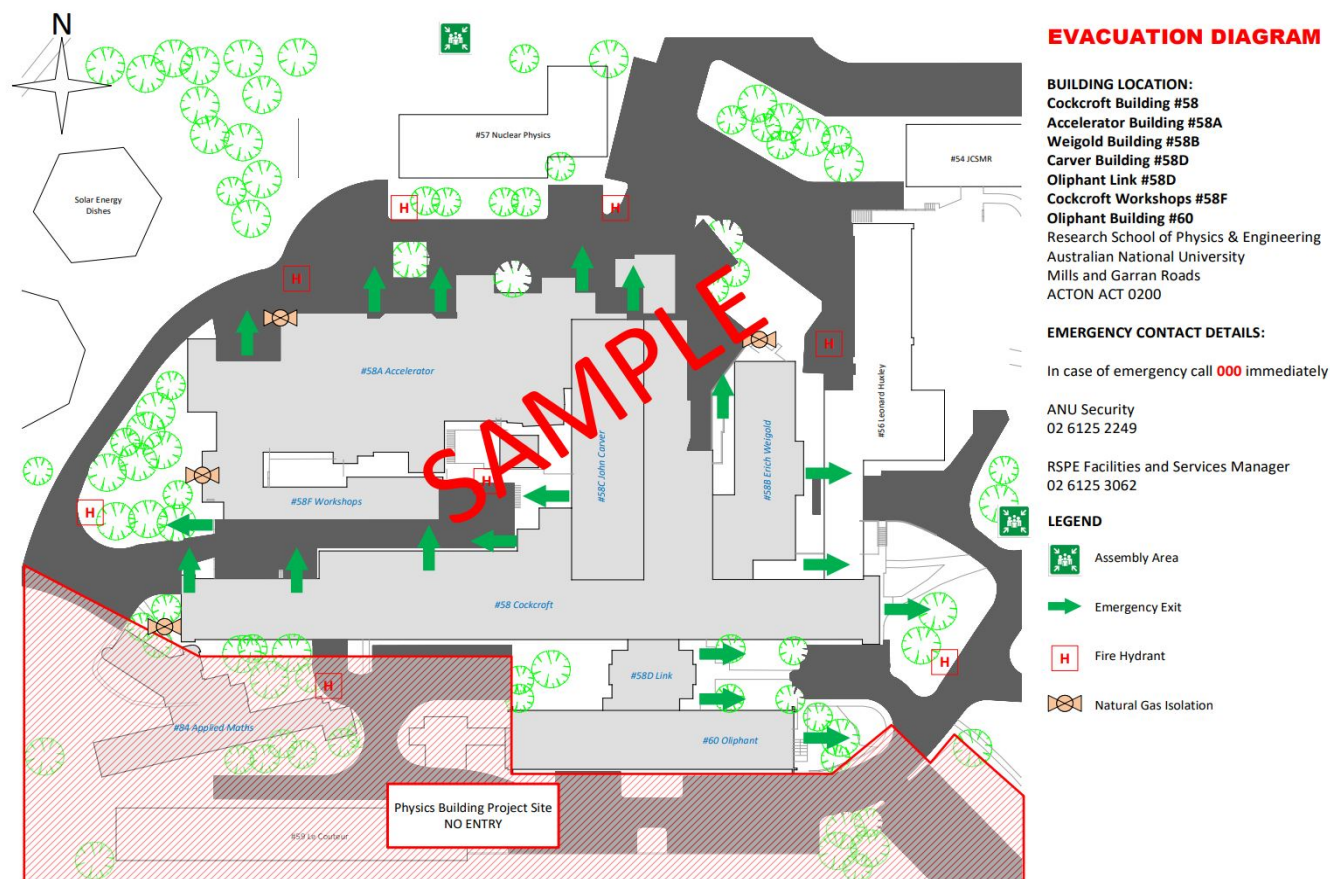 N
#57 Nuclear Physics
#54 JCSMR
Solar Energy
Dishes
H
H
H
H
#58A Accelerator
#56 Leonard Huxley
#58C John Carver
#58B Erich Weigold
H
#58F Workshops
H
#58 Cockcroft
H
#58D Link
H
#84 Applied Maths
#60 Oliphant
Physics Building Project Site
NO ENTRY
#59 Le Couteur
SAMPLE
EVACUATION DIAGRAM
BUILDING LOCATION:
Cockcroft Building #58
Accelerator Building #58A
Weigold Building #58B
Carver Building #58D
Oliphant Link #58D
Cockcroft Workshops #58F
Oliphant Building #60
Research School of Physics & Engineering
Australian National University
Mills and Garran Roads
ACTON ACT 0200
EMERGENCY CONTACT DETAILS:
In case of emergency call 000 immediately
ANU Security
02 6125 2249
RSPE Facilities and Services Manager
02 6125 3062
LEGEND
Assembly Area
Emergency Exit
H
Fire Hydrant
Natural Gas Isolation